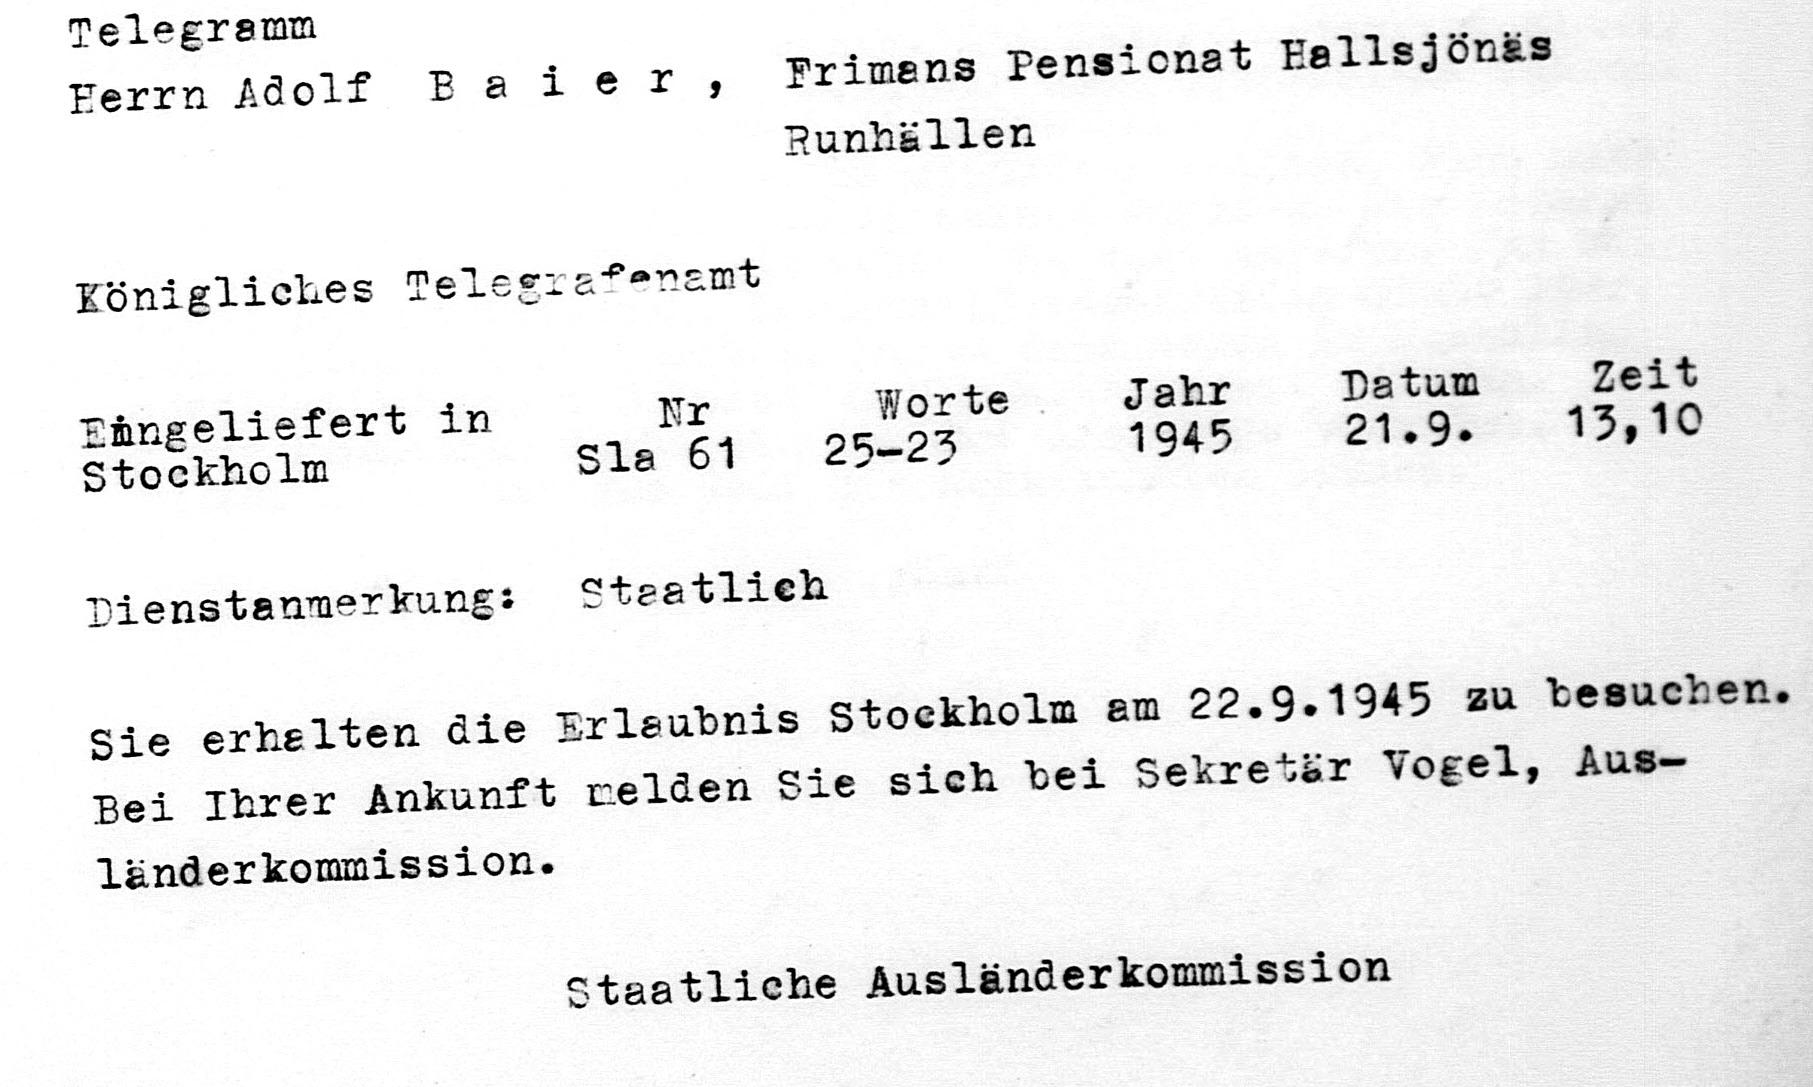 Telegramm
Herrn Adolf B a i e r , Frimans Pensionat Hallsjönäs
Runhällen
Königliches Telegrafenamt
Eingeliefert in Nr Worte Jahr Datum Zeit
Stockholm Sla 61 25-23 1945 21.9. 13,10
Dienstanmerkung: Staatlich
Sie erhalten die Erlaubnis Stockholm am 22.9.1945 zu besuchen.
Bei Ihrer Ankunft melden Sie sich bei Sekretär Vogel, Aus-
länderkommission.
Staatliche Ausländerkommission